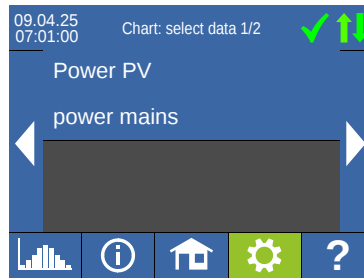 09.04.25
07:01:00
Chart: select data 1/2
Power PV
power mains
?